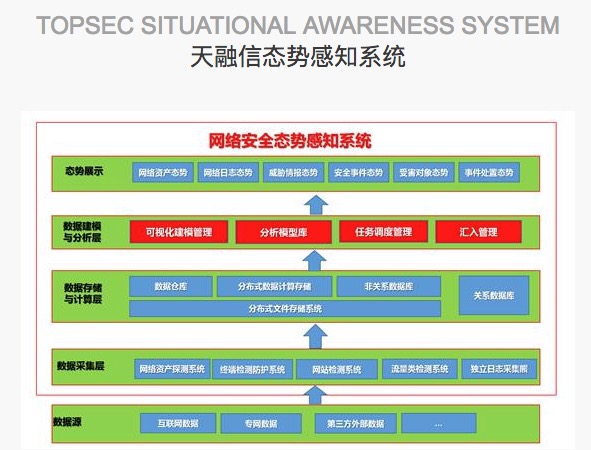 TOPSEC SITUATIONAL AWARENESS SYSTEM
天融信态势感知系统
网络安全态势感知系统
态势展示
网络资产态势 网络日志态势 威胁情报态势 安全事件态势 受害对象态势 事件处置态势
数据建模
与分析层
可视化建模管理 分析模型库 任务调度管理 汇入管理
数据存储
与计算层
数据仓库 分布式数据计算存储 非关系数据库 关系数据库
分布式文件存储系统
数据采集层
网络资产探测系统 终端检测防护系统 网站检测系统 流量类检测系统 独立日志采集熊
数据源
互联网数据 专网数据 第三方外部数据 ...